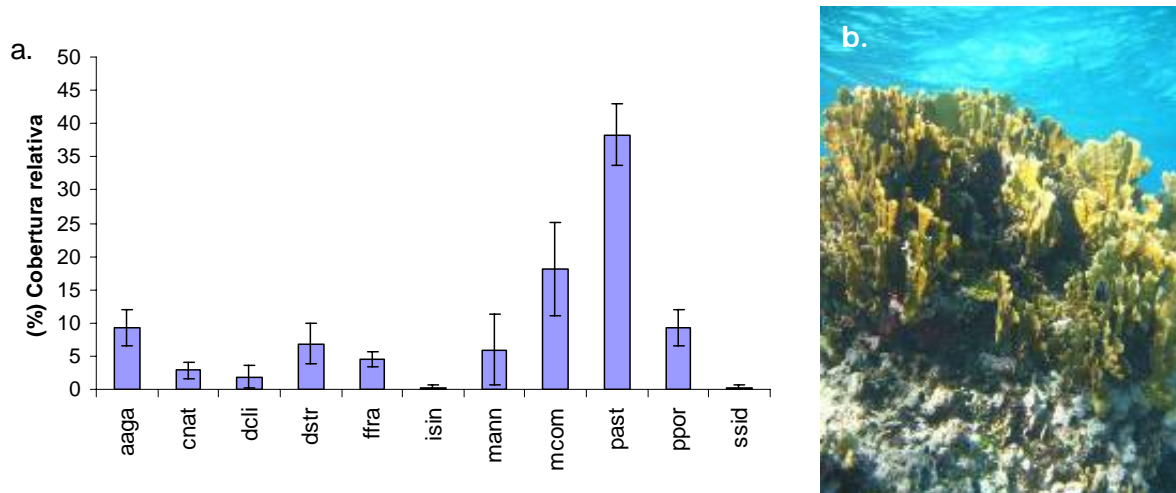 a.
50
45
40
35
30
25
20
15
10
5
0
(%) Cobertura relativa
aaga
cnat
dcli
dstr
ffra
isin
mann
mcom
past
ppor
ssid
b.